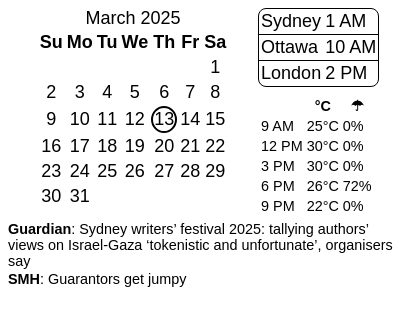 March 2025
Su Mo Tu We Th Fr Sa
1
2 3 4 5 6 7 8
9 10 11 12 13 14 15
16 17 18 19 20 21 22
23 24 25 26 27 28 29
30 31
Sydney 1 AM
Ottawa 10 AM
London 2 PM
°C ☂
9 AM 25°C 0%
12 PM 30°C 0%
3 PM 30°C 0%
6 PM 26°C 72%
9 PM 22°C 0%
Guardian: Sydney writers’ festival 2025: tallying authors’
views on Israel-Gaza ‘tokenistic and unfortunate’, organisers
say
SMH: Guarantors get jumpy